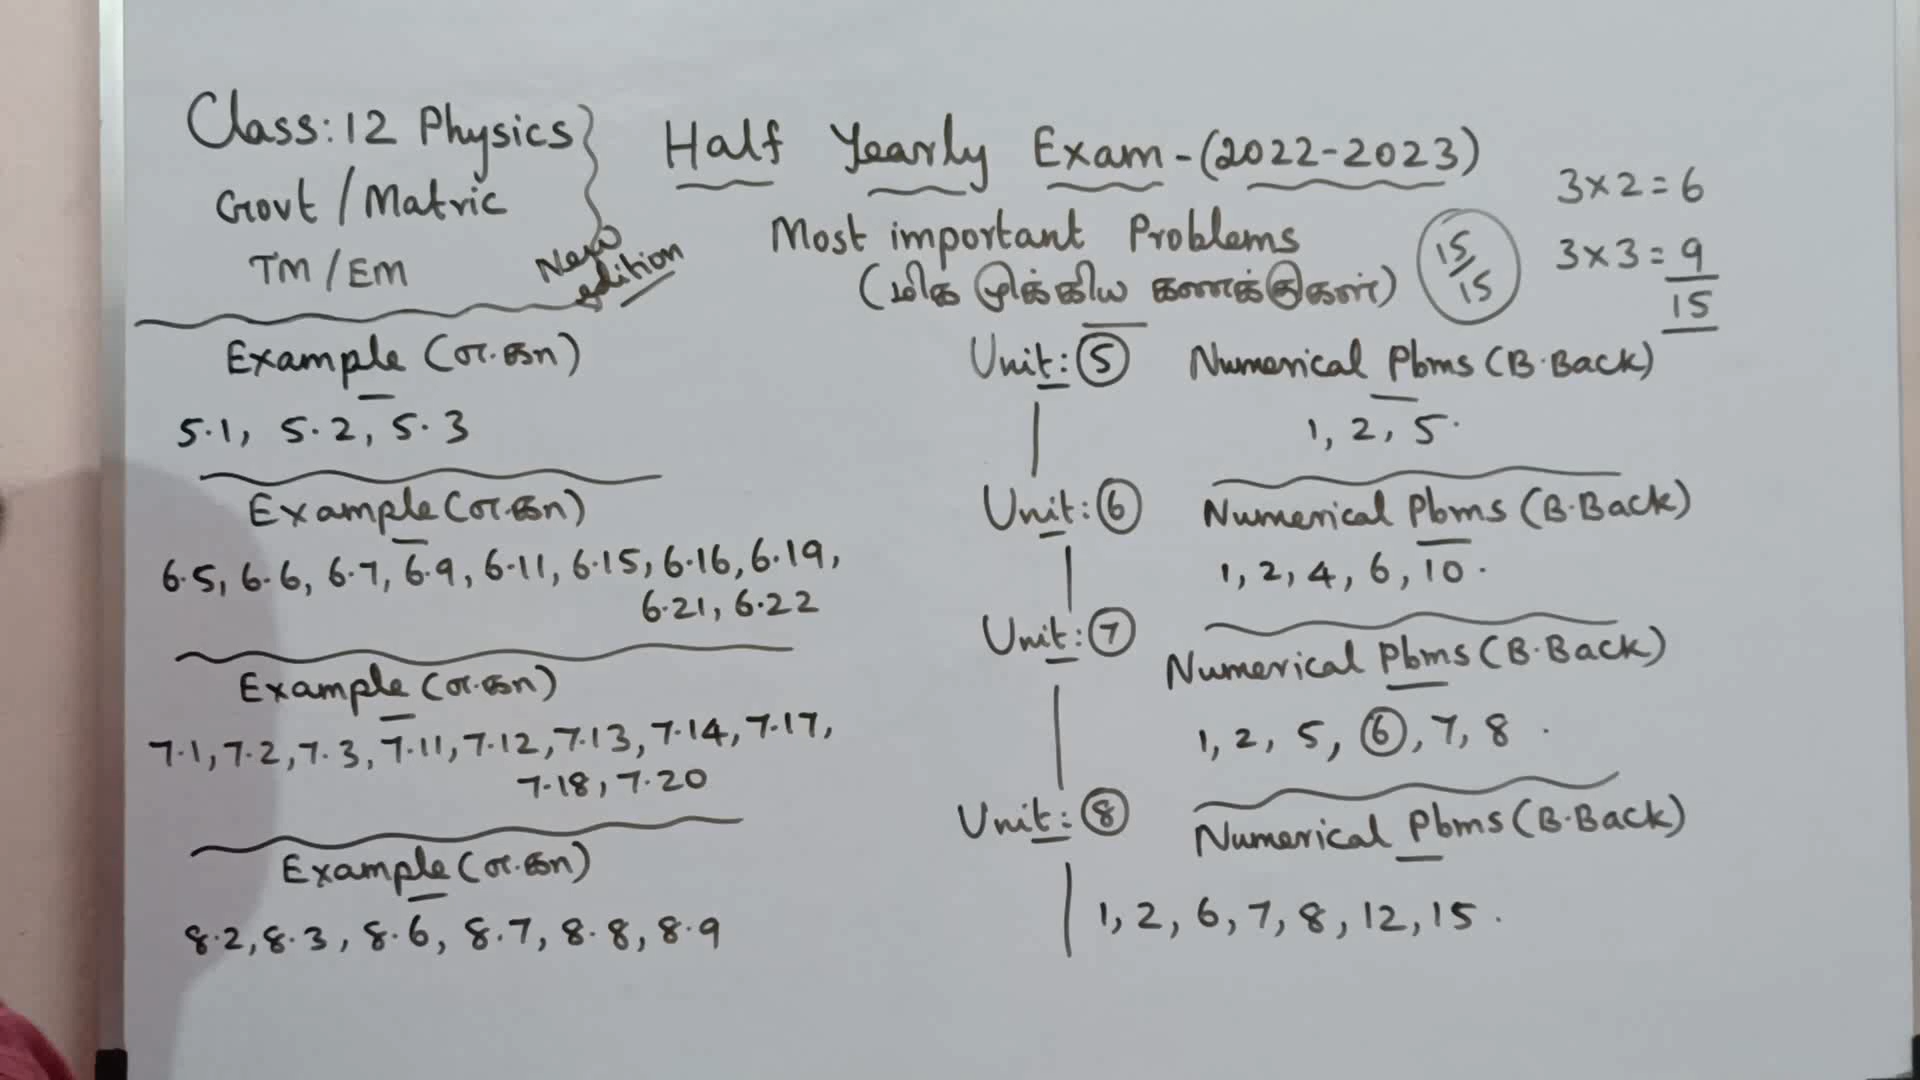 Class: 12 Physics
Govt / Matric
TM / EM
New edition
Half Yearly Exam - (2022-2023)
Most important Problems
(மிக முக்கிய கணக்குகள்)
15/15
3x2=6
3x3=9
15
Example (எ.கா)
5.1, 5.2, 5.3
Unit: 5 Numerical Pbms (B.Back)
1, 2, 5.
Example (எ.கா)
6.5, 6.6, 6.7, 6.9, 6.11, 6.15, 6.16, 6.19,
6.21, 6.22
Unit: 6 Numerical Pbms (B.Back)
1, 2, 4, 6, 10.
Example (எ.கா)
7.1, 7.2, 7.3, 7.11, 7.12, 7.13, 7.14, 7.17,
7.18, 7.20
Unit: 7 Numerical Pbms (B.Back)
1, 2, 5, 6, 7, 8.
Example (எ.கா)
8.2, 8.3, 8.6, 8.7, 8.8, 8.9
Unit: 8 Numerical Pbms (B.Back)
1, 2, 6, 7, 8, 12, 15.